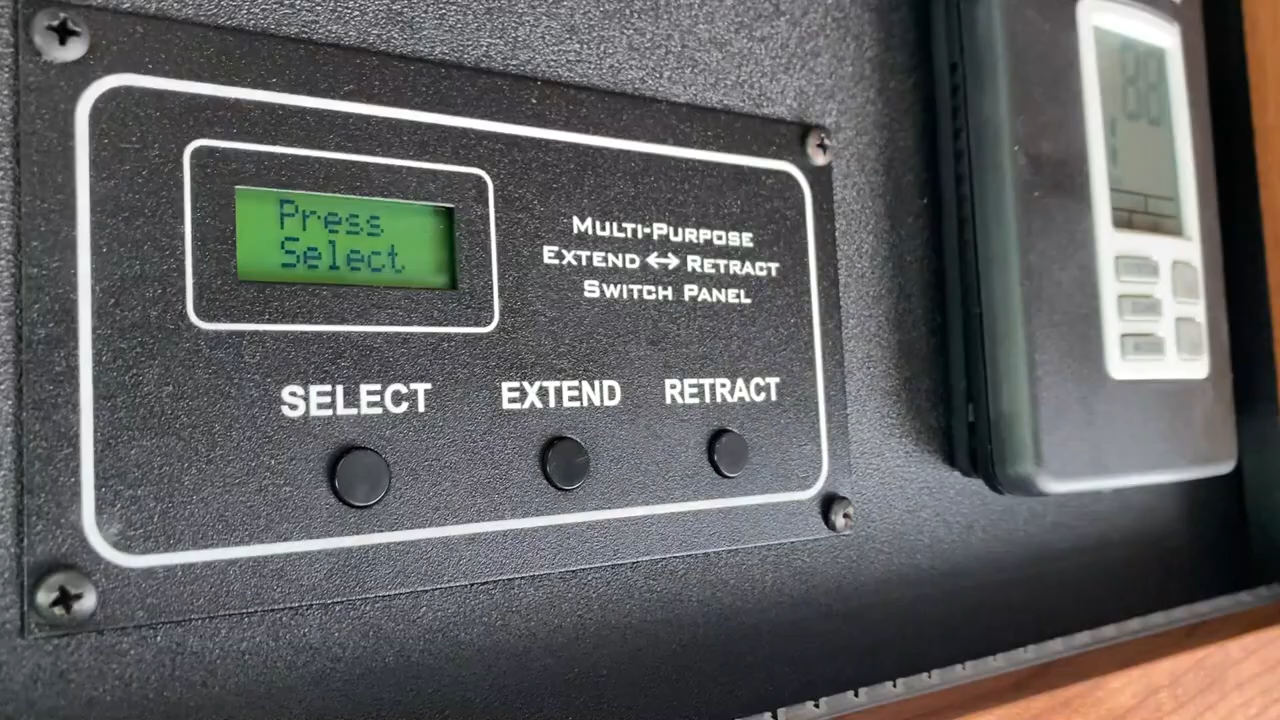 Press
Select
MULTI-PURPOSE
EXTEND ↔ RETRACT
SWITCH PANEL
SELECT
EXTEND
RETRACT
88